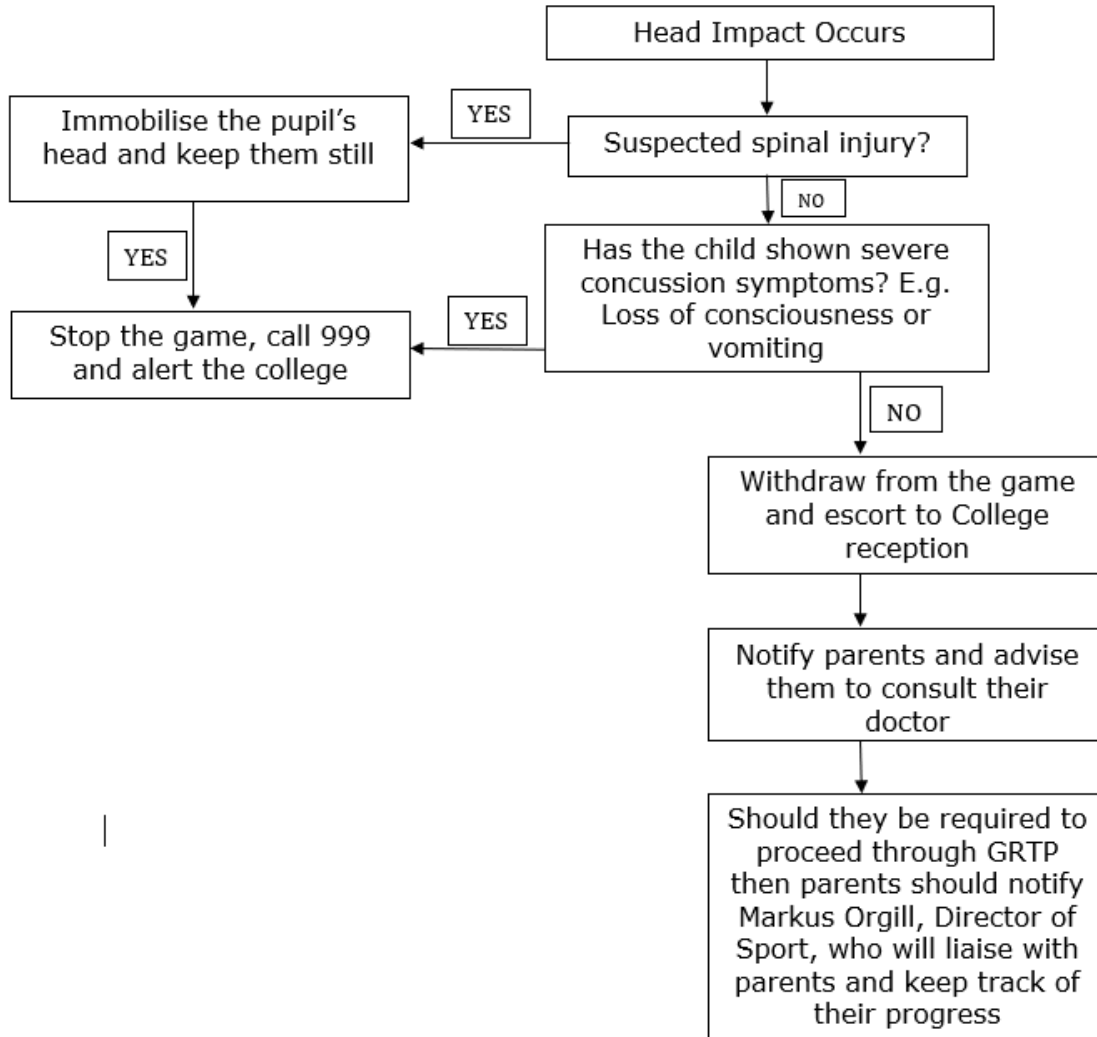 Head Impact Occurs
Suspected spinal injury?
YES
Immobilise the pupil’s
head and keep them still
YES
Stop the game, call 999
and alert the college
NO
Has the child shown severe
concussion symptoms? E.g.
Loss of consciousness or
vomiting
YES
NO
Withdraw from the game
and escort to College
reception
Notify parents and advise
them to consult their
doctor
Should they be required to
proceed through GRTP
then parents should notify
Markus Orgill, Director of
Sport, who will liaise with
parents and keep track of
their progress